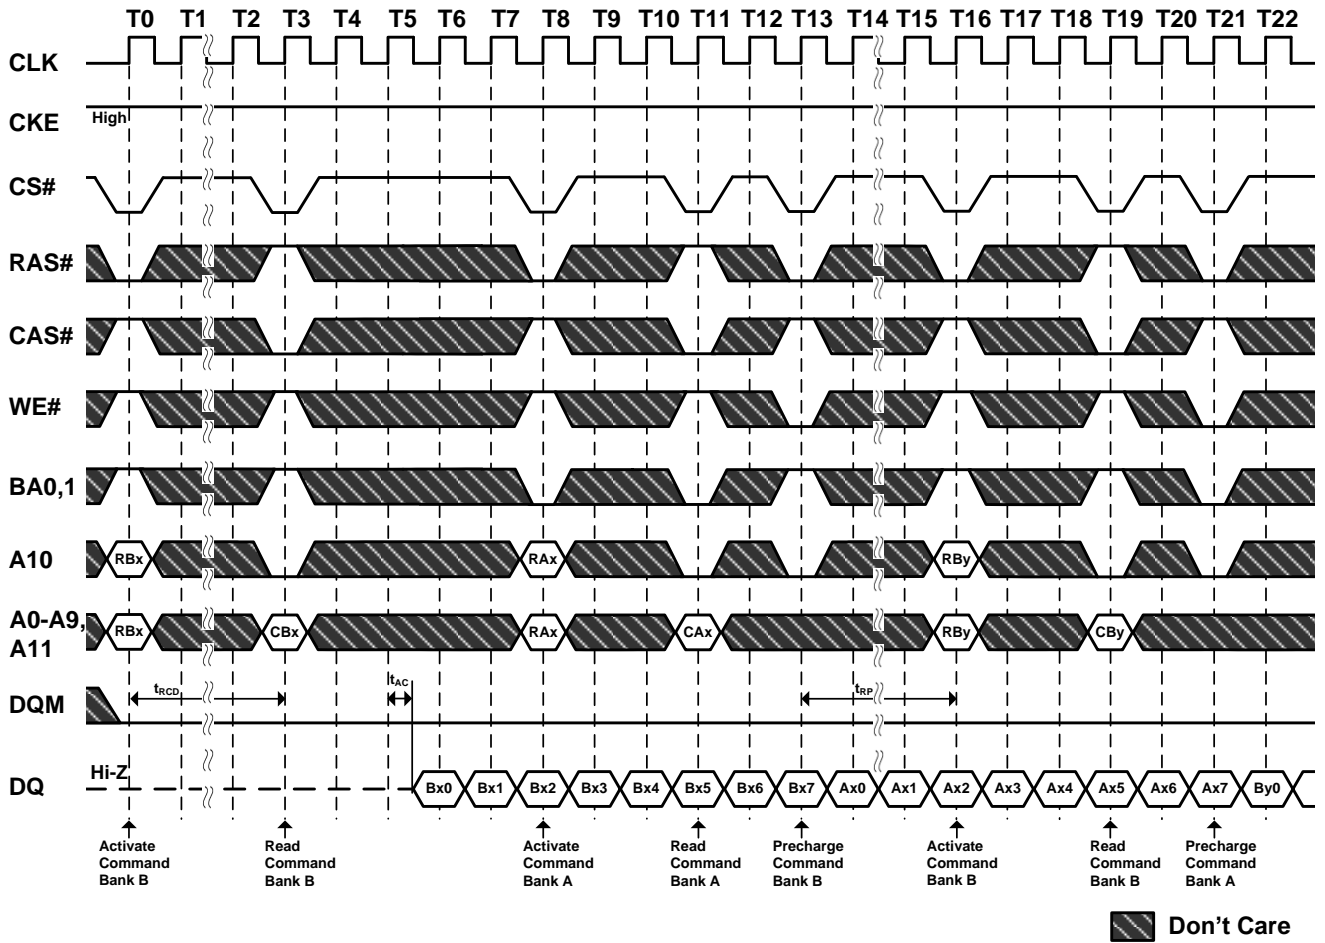 T0 T1 T2 T3 T4 T5 T6 T7 T8 T9 T10 T11 T12 T13 T14 T15 T16 T17 T18 T19 T20 T21 T22
CLK
CKE
High
CS#
RAS#
CAS#
WE#
BA0,1
A10
RBx RAx RBy
A0-A9,
A11
RBx CBx RAx CAx RBy CBy
DQM
tRCD tAC tRP
DQ
Hi-Z
Bx0 Bx1 Bx2 Bx3 Bx4 Bx5 Bx6 Bx7 Ax0 Ax1 Ax2 Ax3 Ax4 Ax5 Ax6 Ax7 By0
Activate
Command
Bank B
Read
Command
Bank B
Activate
Command
Bank A
Read
Command
Bank A
Precharge
Command
Bank B
Activate
Command
Bank B
Read
Command
Bank B
Precharge
Command
Bank A
Don't Care